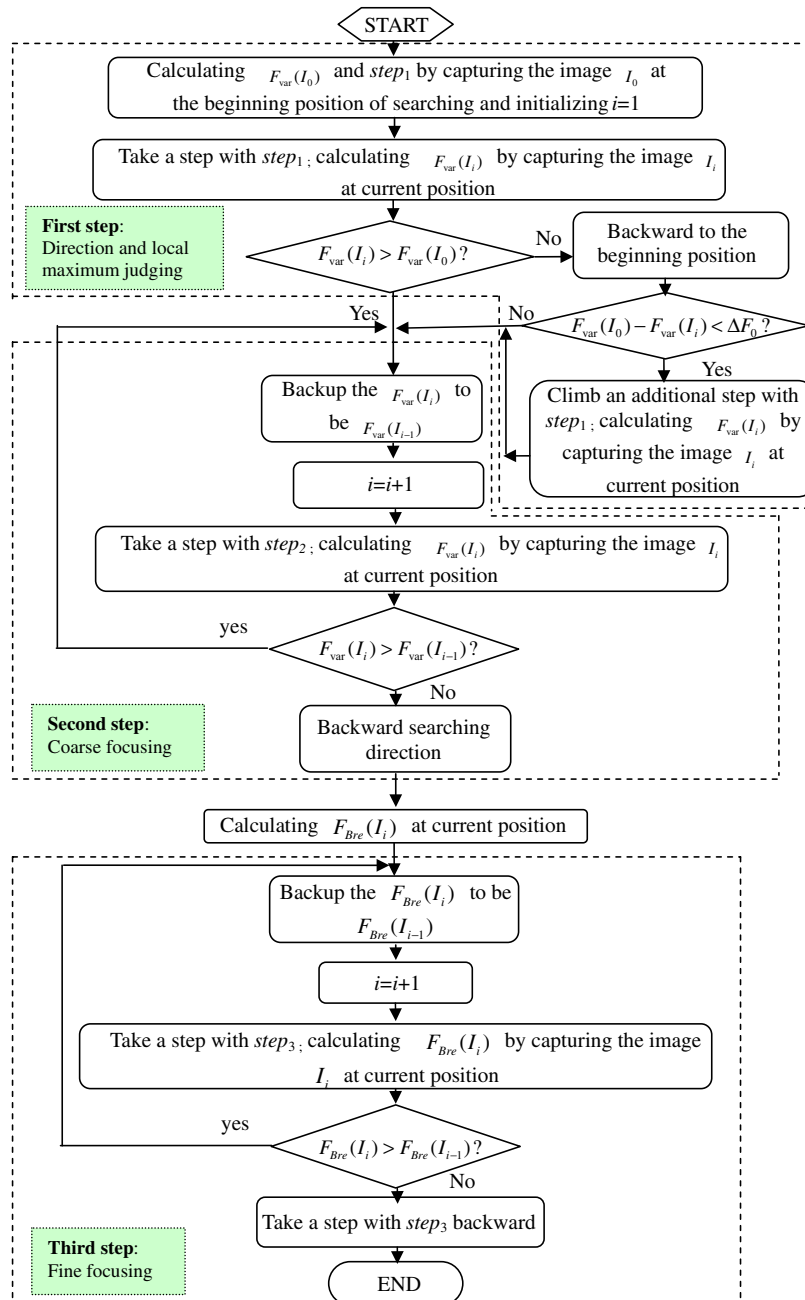 START
Calculating F_var(I_0) and step_1 by capturing the image I_0 at
the beginning position of searching and initializing i=1
Take a step with step_1; calculating F_var(I_i) by capturing the image I_i
at current position
First step:
Direction and local
maximum judging
F_var(I_i) > F_var(I_0)?
No
Backward to the
beginning position
Yes
No
F_var(I_0) − F_var(I_i) < ΔF_0 ?
Yes
Climb an additional step with
step_1; calculating F_var(I_i) by
capturing the image I_i at
current position
Backup the F_var(I_i) to
be F_var(I_{i−1})
i=i+1
Take a step with step_2; calculating F_var(I_i) by capturing the image I_i
at current position
yes
F_var(I_i) > F_var(I_{i−1})?
No
Second step:
Coarse focusing
Backward searching
direction
Calculating F_Bre(I_i) at current position
Backup the F_Bre(I_i) to be
F_Bre(I_{i−1})
i=i+1
Take a step with step_3; calculating F_Bre(I_i) by capturing the image
I_i at current position
yes
F_Bre(I_i) > F_Bre(I_{i−1})?
No
Take a step with step_3 backward
Third step:
Fine focusing
END